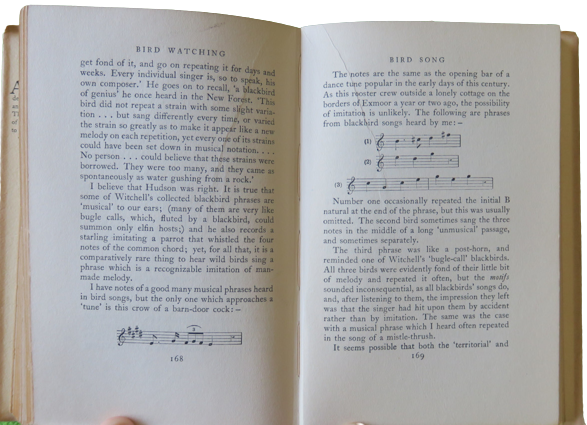 BIRD WATCHING
get fond of it, and go on repeating it for days and
weeks. Every individual singer is, so to speak, his
own composer.' He goes on to recall, 'a blackbird
of genius' he once heard in the New Forest. 'This
bird did not repeat a strain with some slight varia-
tion . . . but sang differently every time, or varied
the strain so greatly as to make it appear like a new
melody on each repetition, yet every one of its strains
could have been set down in musical notation. . . .
No person . . . could believe that these strains were
borrowed. They were too many, and they came as
spontaneously as water gushing from a rock.'
I believe that Hudson was right. It is true that
some of Witchell's collected blackbird phrases are
'musical' to our ears; (many of them are very like
bugle calls, which, fluted by a blackbird, could
summon only elfin hosts;) and he also records a
starling imitating a parrot that whistled the four
notes of the common chord; yet, for all that, it is a
comparatively rare thing to hear wild birds sing a
phrase which is a recognizable imitation of man-
made melody.
I have notes of a good many musical phrases heard
in bird songs, but the only one which approaches a
'tune' is this crow of a barn-door cock:—
3
168
BIRD SONG
The notes are the same as the opening bar of a
dance tune popular in the early days of this century.
As this rooster crew outside a lonely cottage on the
borders of Exmoor a year or two ago, the possibility
of imitation is unlikely. The following are phrases
from blackbird songs heard by me:—
(1)
(2)
(3)
Number one occasionally repeated the initial B
natural at the end of the phrase, but this was usually
omitted. The second bird sometimes sang the three
notes in the middle of a long 'unmusical' passage,
and sometimes separately.
The third phrase was like a post-horn, and
reminded one of Witchell's 'bugle-call' blackbirds.
All three birds were evidently fond of their little bit
of melody and repeated it often, but the motifs
sounded inconsequential, as all blackbirds' songs do,
and, after listening to them, the impression they left
was that the singer had hit upon them by accident
rather than by imitation. The same was the case
with a musical phrase which I heard often repeated
in the song of a mistle-thrush.
It seems possible that both the 'territorial' and
169